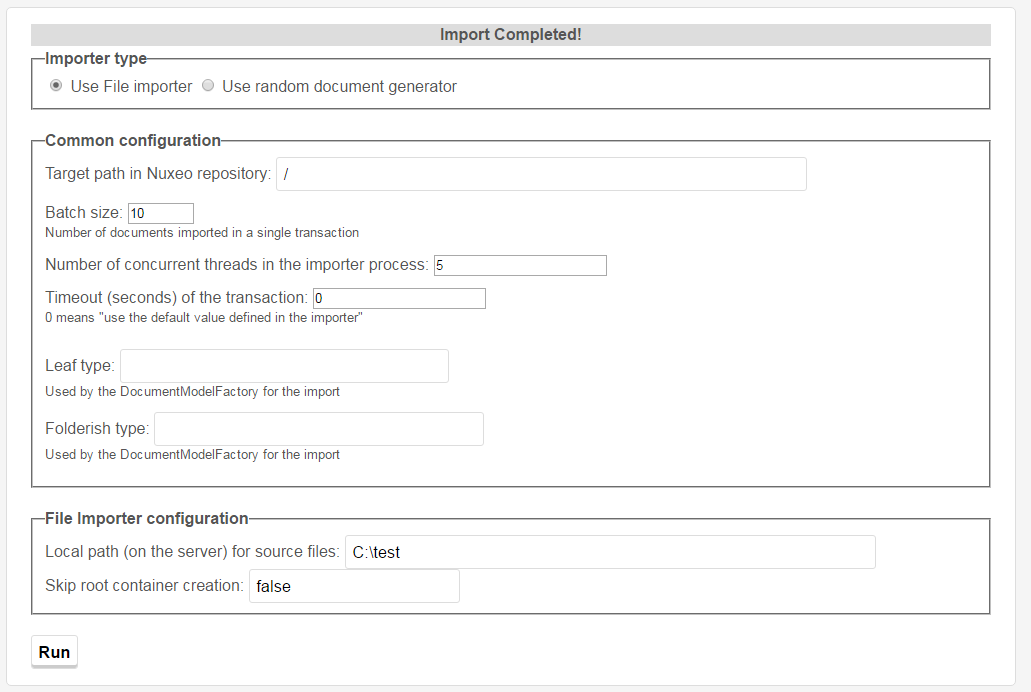 Import Completed!
Importer type
Use File importer Use random document generator
Common configuration
Target path in Nuxeo repository: /
Batch size: 10
Number of documents imported in a single transaction
Number of concurrent threads in the importer process: 5
Timeout (seconds) of the transaction: 0
0 means "use the default value defined in the importer"
Leaf type:
Used by the DocumentModelFactory for the import
Folderish type:
Used by the DocumentModelFactory for the import
File Importer configuration
Local path (on the server) for source files: C:\test
Skip root container creation: false
Run